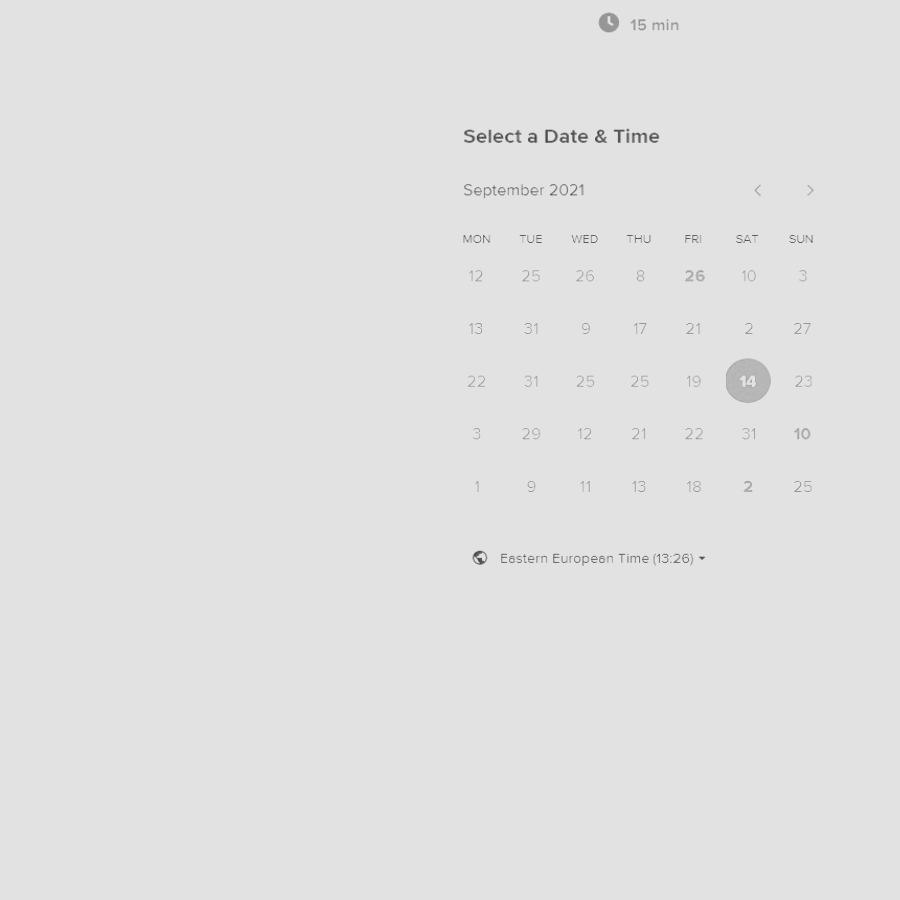 15 min
Select a Date & Time
September 2021
MON TUE WED THU FRI SAT SUN
12 25 26 8 26 10 3
13 31 9 17 21 2 27
22 31 25 25 19 14 23
3 29 12 21 22 31 10
1 9 11 13 18 2 25
Eastern European Time (13:26)